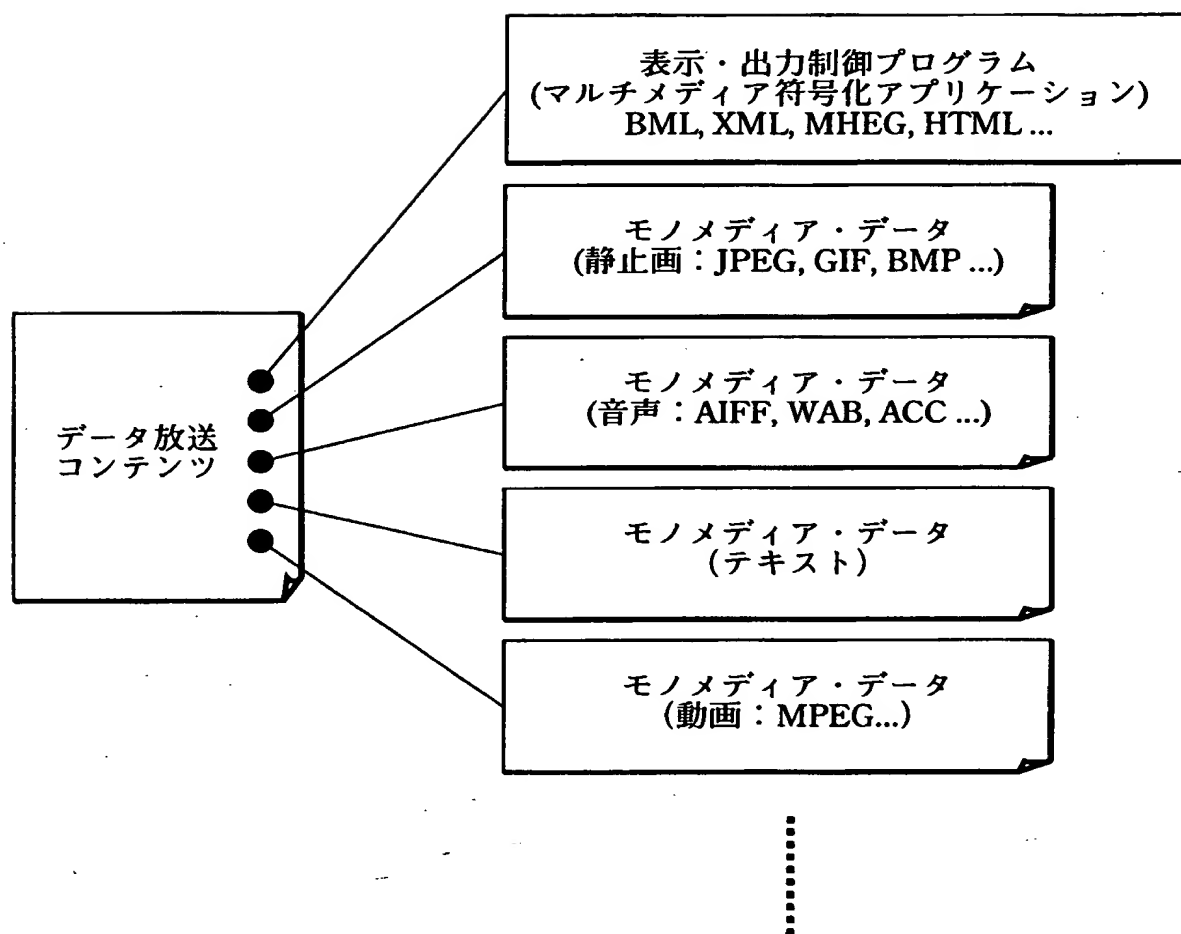 表示・出力制御プログラム
(マルチメディア符号化アプリケーション)
BML, XML, MHEG, HTML ...
モノメディア・データ
(静止画：JPEG, GIF, BMP ...)
モノメディア・データ
(音声：AIFF, WAB, ACC ...)
データ放送
コンテンツ
モノメディア・データ
(テキスト)
モノメディア・データ
(動画：MPEG...)